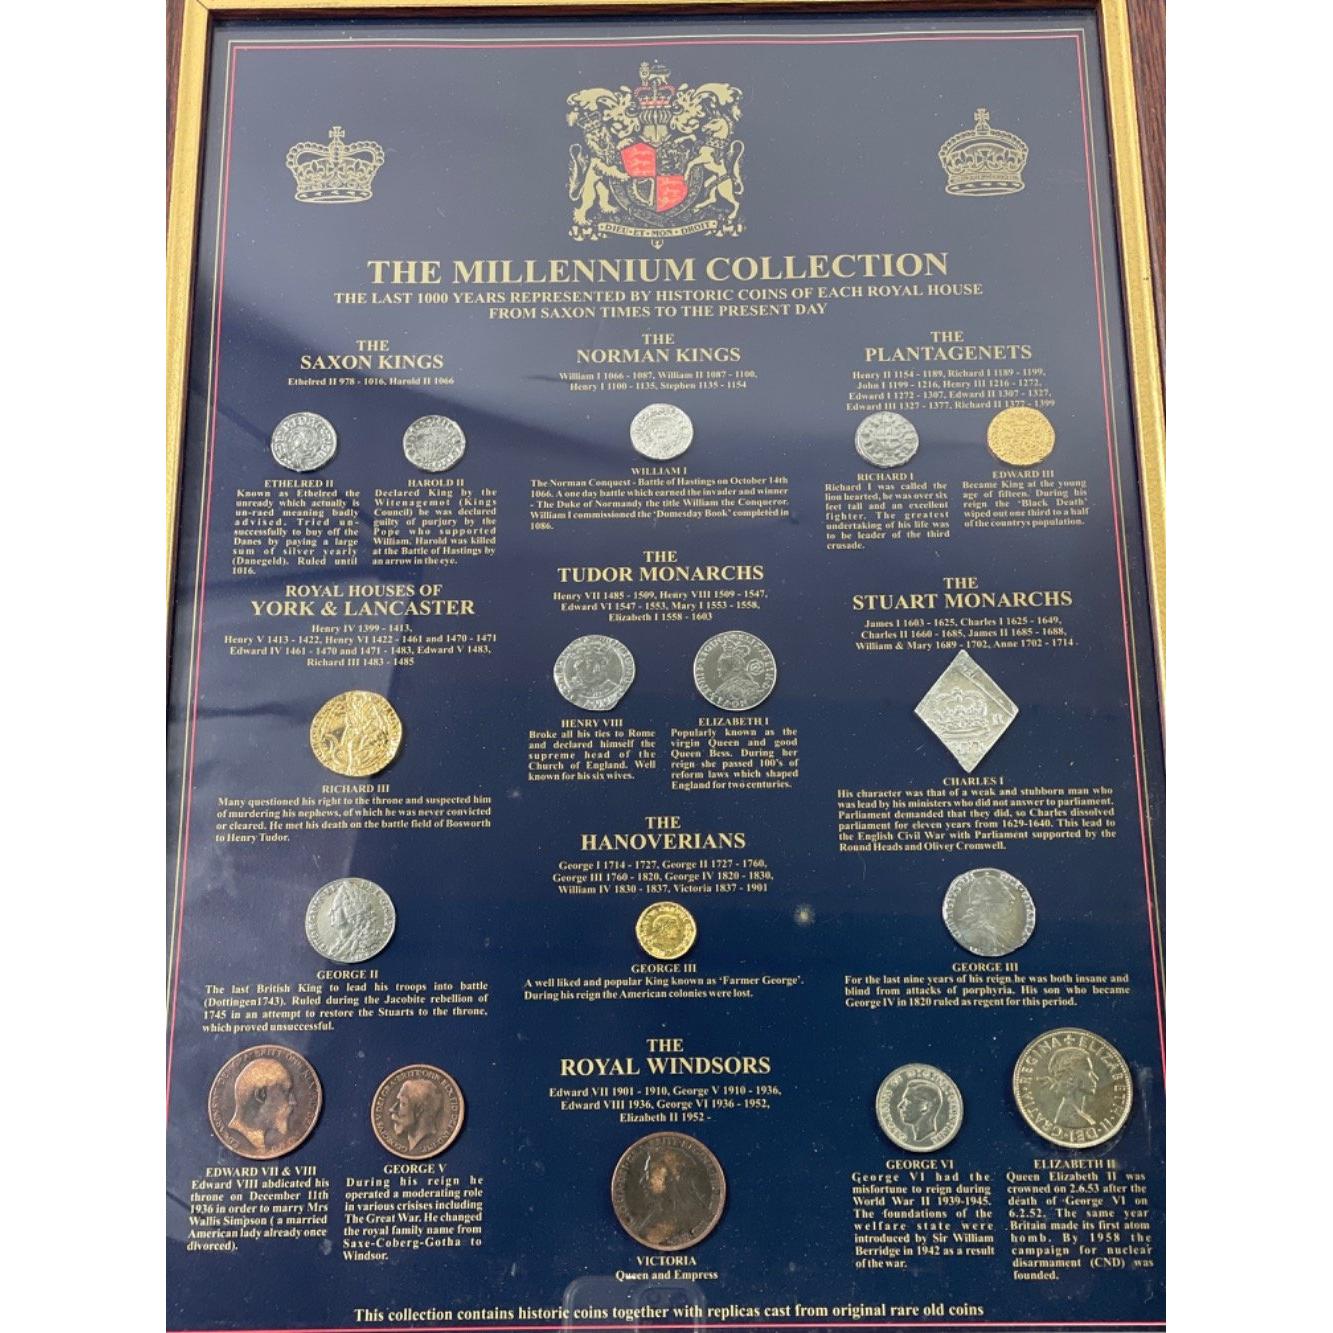 DIEU·ET·MON·DROIT
THE MILLENNIUM COLLECTION
THE LAST 1000 YEARS REPRESENTED BY HISTORIC COINS OF EACH ROYAL HOUSE
FROM SAXON TIMES TO THE PRESENT DAY
THE
SAXON KINGS
Ethelred II 978 - 1016, Harold II 1066
THE
NORMAN KINGS
William I 1066 - 1087, William II 1087 - 1100,
Henry I 1100 - 1135, Stephen 1135 - 1154
THE
PLANTAGENETS
Henry II 1154 - 1189, Richard I 1189 - 1199,
John I 1199 - 1216, Henry III 1216 - 1272,
Edward I 1272 - 1307, Edward II 1307 - 1327,
Edward III 1327 - 1377, Richard II 1377 - 1399
ETHELRED II
Known as Ethelred the
unready which actually is
un-raed meaning badly
advised. Tried un-
successfully to buy off the
Danes by paying a large
sum of silver yearly
(Danegeld). Ruled until
1016.
HAROLD II
Declared King by the
Witenagemot (Kings
Council) he was declared
guilty of purjury by the
Pope who supported
William. Harold was killed
at the Battle of Hastings by
an arrow in the eye.
WILLIAM I
The Norman Conquest - Battle of Hastings on October 14th
1066. A one day battle which earned the invader and winner
- The Duke of Normandy the title William the Conqueror.
William I commissioned the 'Domesday Book' completed in
1086.
RICHARD I
Richard I was called the
lion hearted, he was over six
feet tall and an excellent
fighter. The greatest
undertaking of his life was
to be leader of the third
crusade.
EDWARD III
Became King at the young
age of fifteen. During his
reign the 'Black Death'
wiped out one third to a half
of the countrys population.
ROYAL HOUSES OF
YORK & LANCASTER
Henry IV 1399 - 1413,
Henry V 1413 - 1422, Henry VI 1422 - 1461 and 1470 - 1471
Edward IV 1461 - 1470 and 1471 - 1483, Edward V 1483,
Richard III 1483 - 1485
THE
TUDOR MONARCHS
Henry VII 1485 - 1509, Henry VIII 1509 - 1547,
Edward VI 1547 - 1553, Mary I 1553 - 1558,
Elizabeth I 1558 - 1603
THE
STUART MONARCHS
James I 1603 - 1625, Charles I 1625 - 1649,
Charles II 1660 - 1685, James II 1685 - 1688,
William & Mary 1689 - 1702, Anne 1702 - 1714
RICHARD III
Many questioned his right to the throne and suspected him
of murdering his nephews, of which he was never convicted
or cleared. He met his death on the battle field of Bosworth
to Henry Tudor.
HENRY VIII
Broke all his ties to Rome
and declared himself the
supreme head of the
Church of England. Well
known for his six wives.
ELIZABETH I
Popularly known as the
virgin Queen and good
Queen Bess. During her
reign she passed 100's of
reform laws which shaped
England for two centuries.
CHARLES I
His character was that of a weak and stubborn man who
was lead by his ministers who did not answer to parliament.
Parliament demanded that they did, so Charles dissolved
parliament for eleven years from 1629-1640. This lead to
the English Civil War with Parliament supported by the
Round Heads and Oliver Cromwell.
THE
HANOVERIANS
George I 1714 - 1727, George II 1727 - 1760,
George III 1760 - 1820, George IV 1820 - 1830,
William IV 1830 - 1837, Victoria 1837 - 1901
GEORGE II
The last British King to lead his troops into battle
(Dottingen1743). Ruled during the Jacobite rebellion of
1745 in an attempt to restore the Stuarts to the throne,
which proved unsuccessful.
GEORGE III
A well liked and popular King known as 'Farmer George'.
During his reign the American colonies were lost.
GEORGE III
For the last nine years of his reign he was both insane and
blind from attacks of porphyria. His son who became
George IV in 1820 ruled as regent for this period.
THE
ROYAL WINDSORS
Edward VII 1901 - 1910, George V 1910 - 1936,
Edward VIII 1936, George VI 1936 - 1952,
Elizabeth II 1952 -
EDWARD VII & VIII
Edward VIII abdicated his
throne on December 11th
1936 in order to marry Mrs
Wallis Simpson ( a married
American lady already once
divorced).
GEORGE V
During his reign he
operated a moderating role
in various crisises including
The Great War. He changed
the royal family name from
Saxe-Coberg-Gotha to
Windsor.
VICTORIA
Queen and Empress
GEORGE VI
George VI had the
misfortune to reign during
World War II 1939-1945.
The foundations of the
welfare state were
introduced by Sir William
Berridge in 1942 as a result
of the war.
ELIZABETH II
Queen Elizabeth II was
crowned on 2.6.53 after the
death of George VI on
6.2.52. The same year
Britain made its first atom
bomb. By 1958 the
campaign for nuclear
disarmament (CND) was
founded.
This collection contains historic coins together with replicas cast from original rare old coins